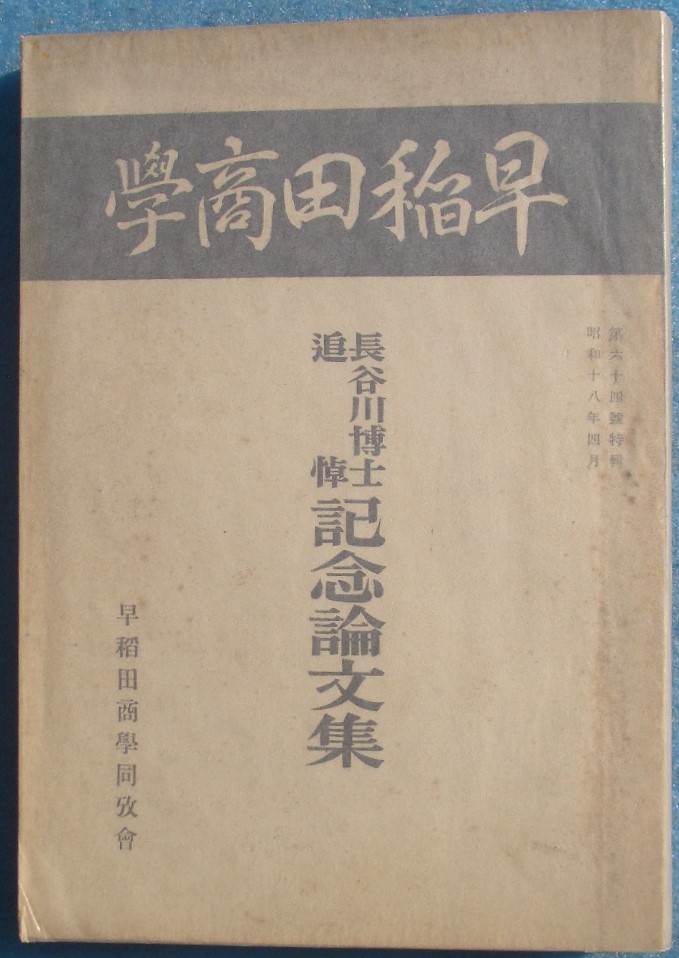 早稲田商學
第六十四號特輯
昭和十八年四月
長谷川博士
追悼
記念論文集
早稻田商學同攷會